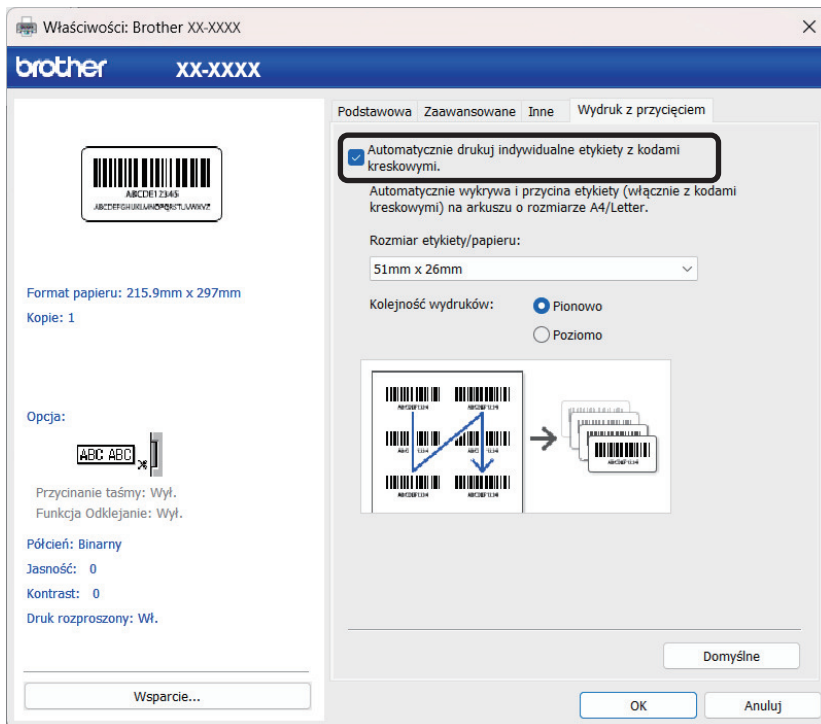 Właściwości: Brother XX-XXXX
brother XX-XXXX
ABCDE12345
ABCDEFGHIJKLMNOPQRSTUVWXYZ
Format papieru: 215.9mm x 297mm
Kopie: 1
Opcja:
ABC ABC
Przycinanie taśmy: Wył.
Funkcja Odklejanie: Wył.
Półcień: Binarny
Jasność: 0
Kontrast: 0
Druk rozproszony: Wł.
Wsparcie...
Podstawowa Zaawansowane Inne Wydruk z przycięciem
Automatycznie drukuj indywidualne etykiety z kodami
kreskowymi.
Automatycznie wykrywa i przycina etykiety (włącznie z kodami
kreskowymi) na arkuszu o rozmiarze A4/Letter.
Rozmiar etykiety/papieru:
51mm x 26mm
Kolejność wydruków: Pionowo
Poziomo
Domyślne
OK Anuluj